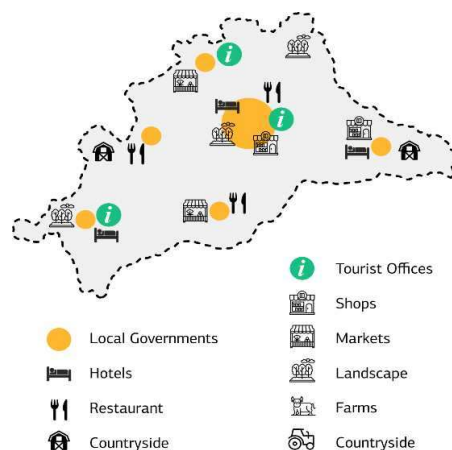 i
i
i
i
Tourist Offices
Shops
Local Governments
Markets
Hotels
Landscape
Restaurant
Farms
Countryside
Countryside